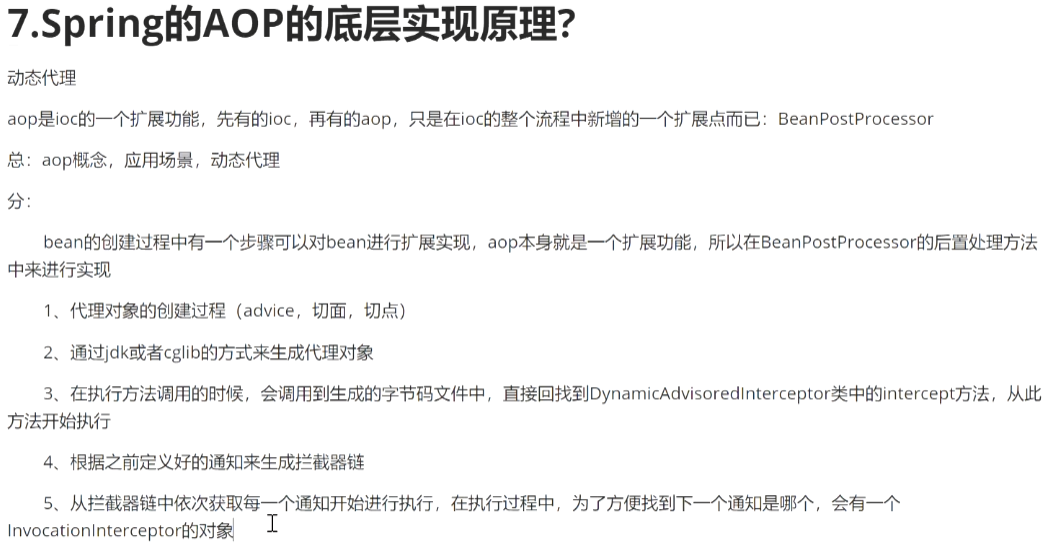 7.Spring的AOP的底层实现原理?
动态代理
aop是ioc的一个扩展功能，先有的ioc，再有的aop，只是在ioc的整个流程中新增的一个扩展点而已：BeanPostProcessor
总：aop概念，应用场景，动态代理
分：
bean的创建过程中有一个步骤可以对bean进行扩展实现，aop本身就是一个扩展功能，所以在BeanPostProcessor的后置处理方法
中来进行实现
1、代理对象的创建过程（advice，切面，切点）
2、通过jdk或者cglib的方式来生成代理对象
3、在执行方法调用的时候，会调用到生成的字节码文件中，直接回找到DynamicAdvisoredInterceptor类中的intercept方法，从此
方法开始执行
4、根据之前定义好的通知来生成拦截器链
5、从拦截器链中依次获取每一个通知开始进行执行，在执行过程中，为了方便找到下一个通知是哪个，会有一个
InvocationInterceptor的对象